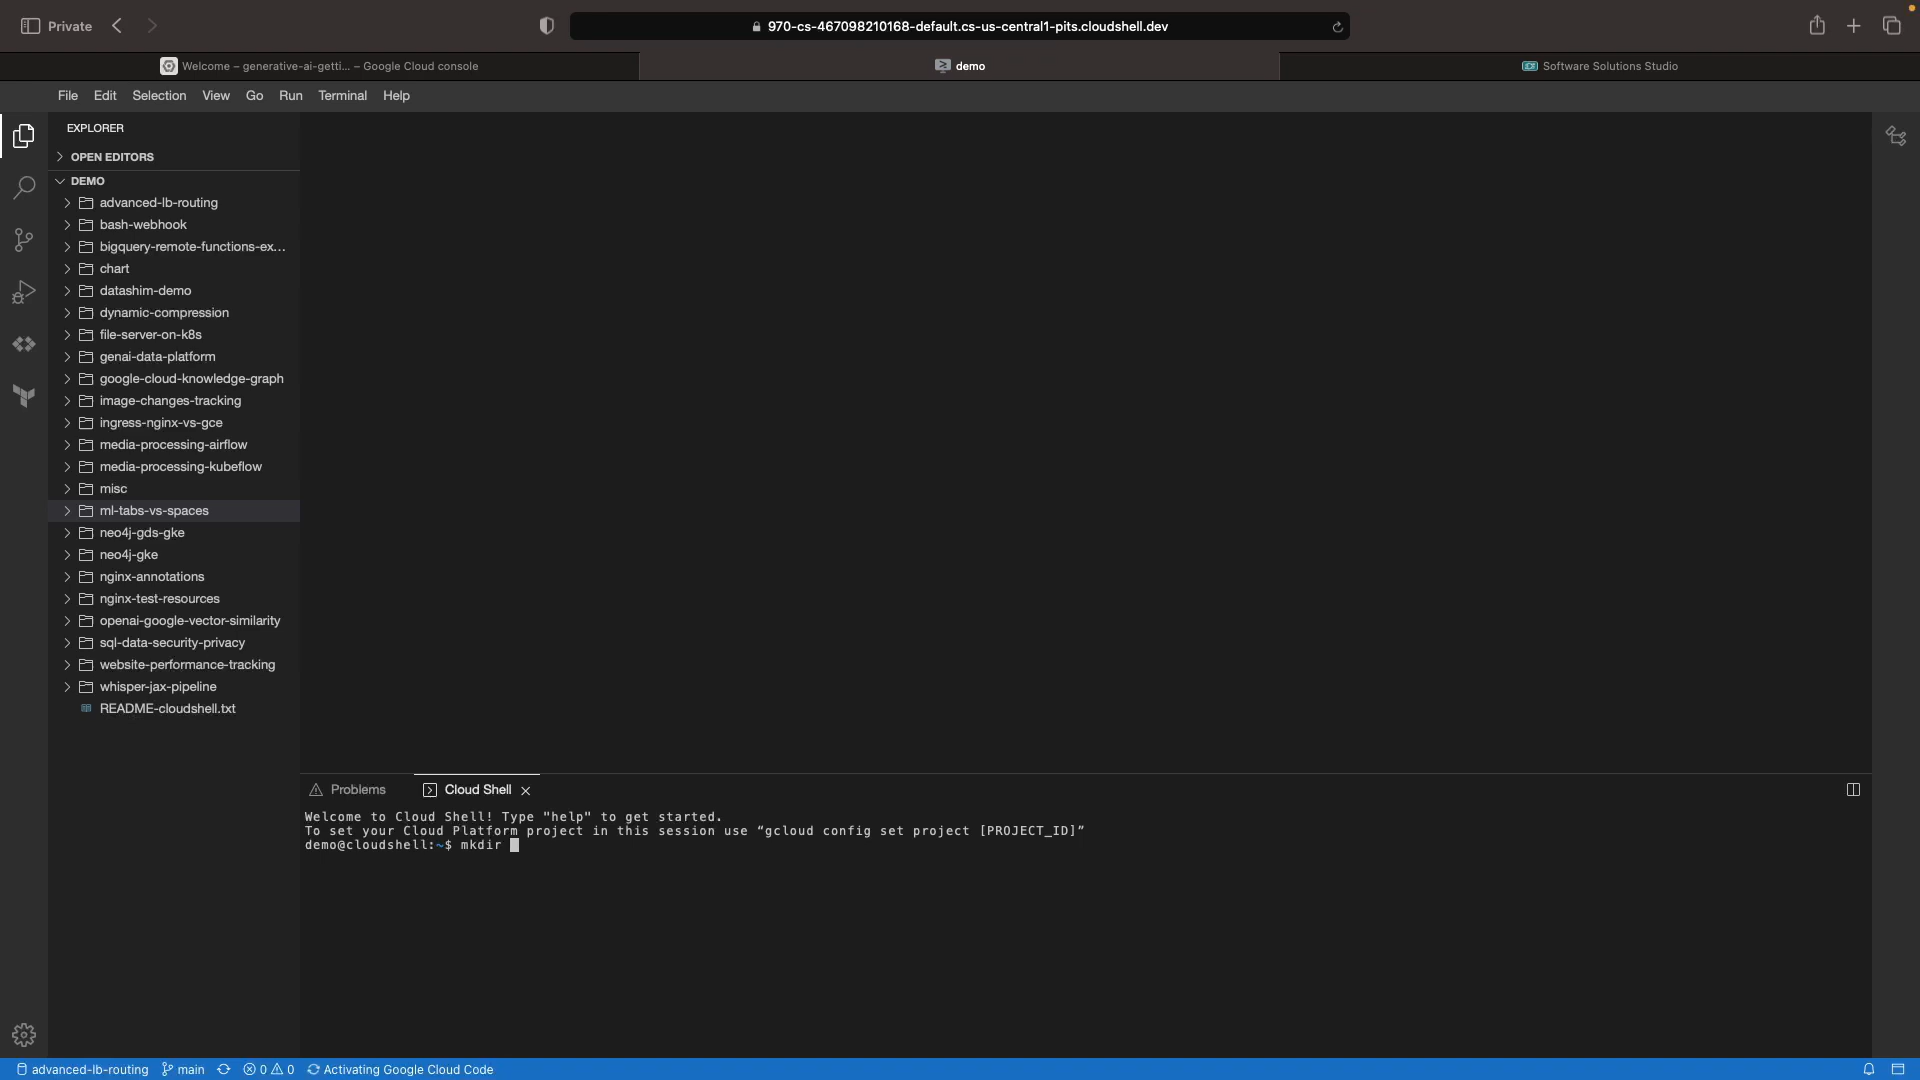 Private
970-cs-467098210168-default.cs-us-central1-pits.cloudshell.dev
Welcome – generative-ai-getti... – Google Cloud console
demo
Software Solutions Studio
File Edit Selection View Go Run Terminal Help
EXPLORER
OPEN EDITORS
DEMO
advanced-lb-routing
bash-webhook
bigquery-remote-functions-ex...
chart
datashim-demo
dynamic-compression
file-server-on-k8s
genai-data-platform
google-cloud-knowledge-graph
image-changes-tracking
ingress-nginx-vs-gce
media-processing-airflow
media-processing-kubeflow
misc
ml-tabs-vs-spaces
neo4j-gds-gke
neo4j-gke
nginx-annotations
nginx-test-resources
openai-google-vector-similarity
sql-data-security-privacy
website-performance-tracking
whisper-jax-pipeline
README-cloudshell.txt
Problems
Cloud Shell
Welcome to Cloud Shell! Type "help" to get started.
To set your Cloud Platform project in this session use “gcloud config set project [PROJECT_ID]”
demo@cloudshell:~$ mkdir
advanced-lb-routing main 0 0 Activating Google Cloud Code